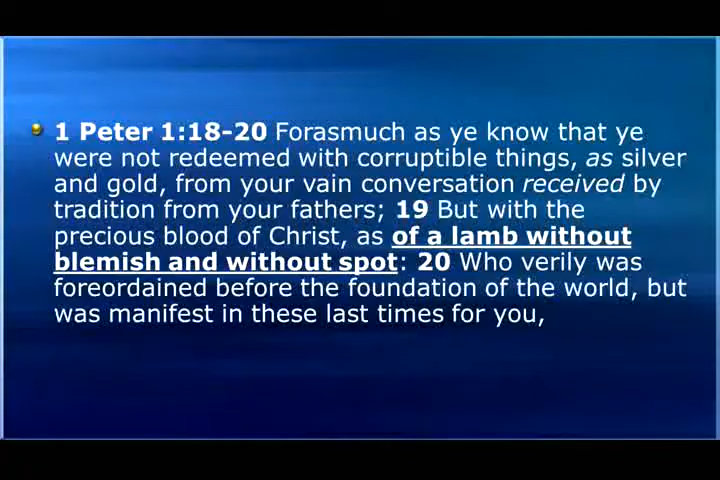 1 Peter 1:18-20 Forasmuch as ye know that ye
were not redeemed with corruptible things, as silver
and gold, from your vain conversation received by
tradition from your fathers; 19 But with the
precious blood of Christ, as of a lamb without
blemish and without spot: 20 Who verily was
foreordained before the foundation of the world, but
was manifest in these last times for you,